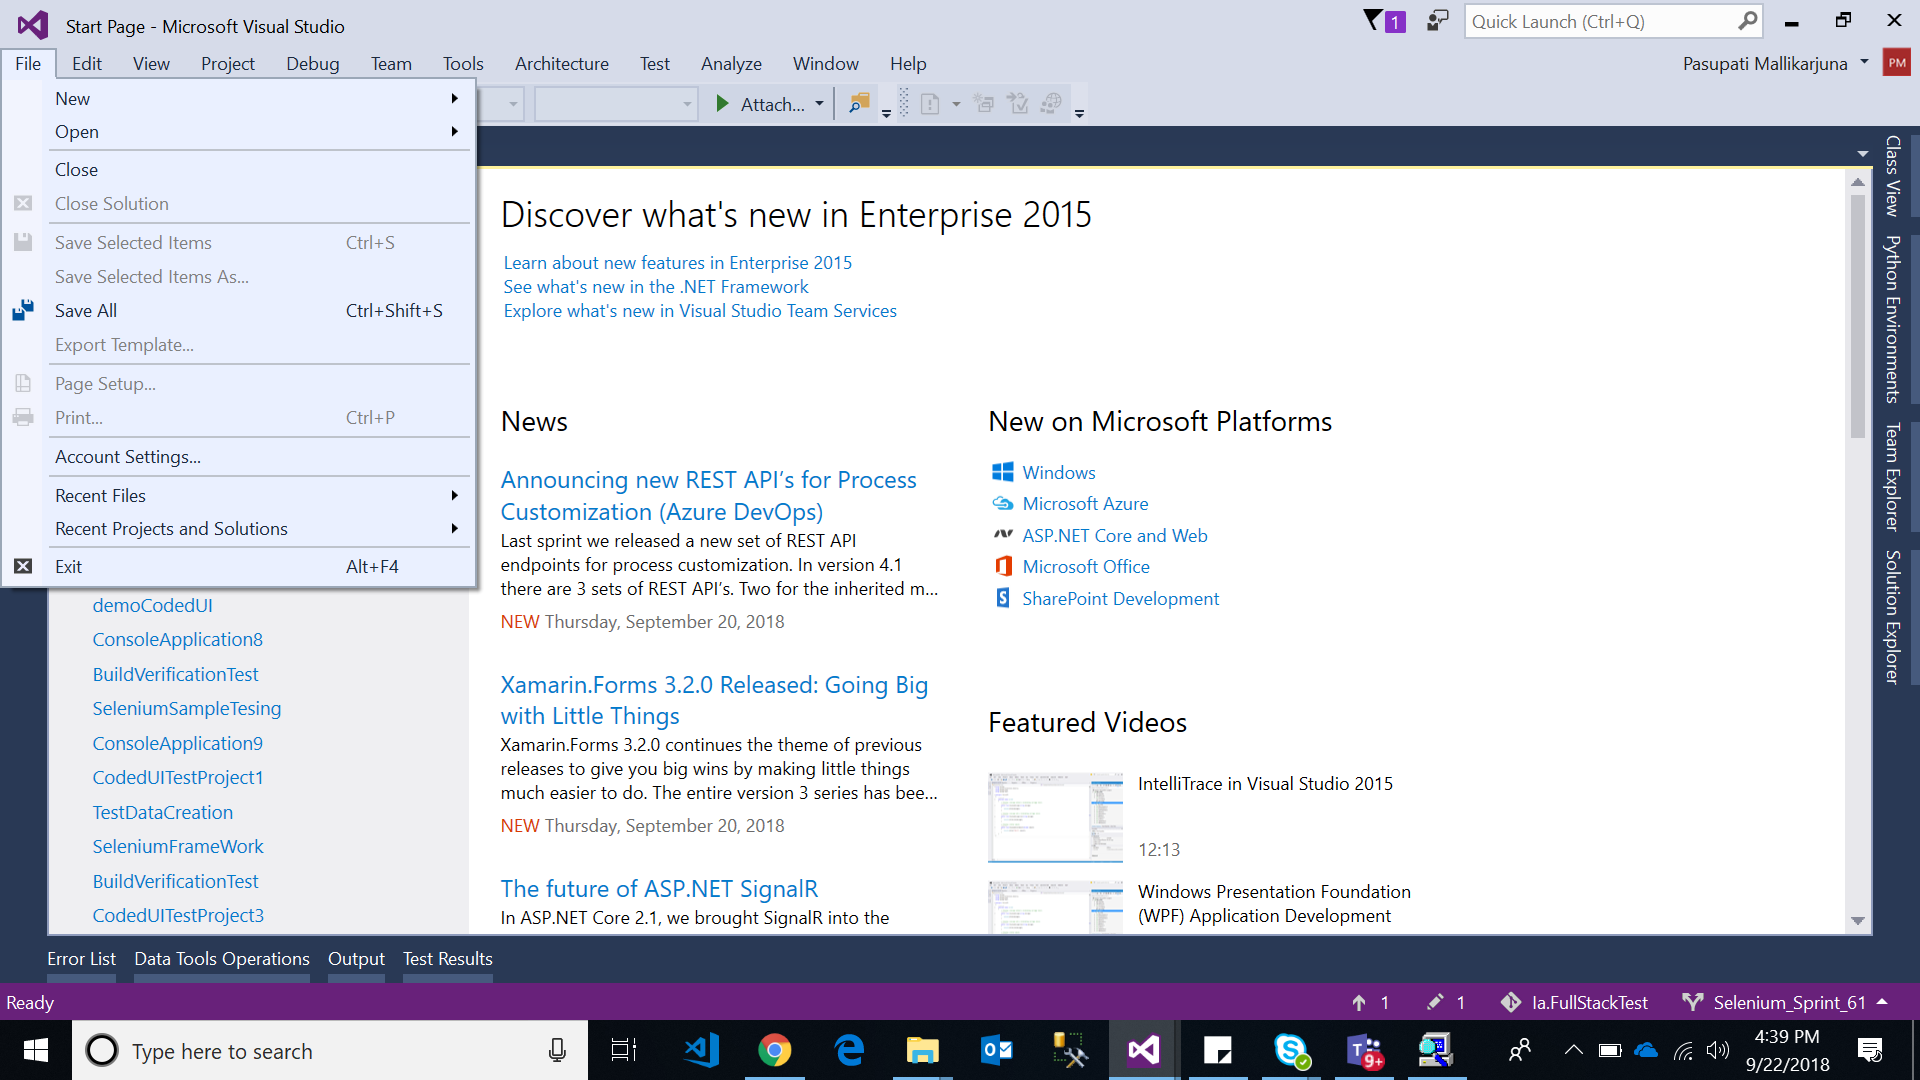 Start Page - Microsoft Visual Studio
1
Quick Launch (Ctrl+Q)
File Edit View Project Debug Team Tools Architecture Test Analyze Window Help
Pasupati Mallikarjuna PM
Attach...
New
Open
Close
Close Solution
Save Selected Items Ctrl+S
Save Selected Items As...
Save All Ctrl+Shift+S
Export Template...
Page Setup...
Print... Ctrl+P
Account Settings...
Recent Files
Recent Projects and Solutions
Exit Alt+F4
demoCodedUI
ConsoleApplication8
BuildVerificationTest
SeleniumSampleTesing
ConsoleApplication9
CodedUITestProject1
TestDataCreation
SeleniumFrameWork
BuildVerificationTest
CodedUITestProject3
Discover what's new in Enterprise 2015
Learn about new features in Enterprise 2015
See what's new in the .NET Framework
Explore what's new in Visual Studio Team Services
News
Announcing new REST API’s for Process
Customization (Azure DevOps)
Last sprint we released a new set of REST API
endpoints for process customization. In version 4.1
there are 3 sets of REST API’s. Two for the inherited m...
NEW Thursday, September 20, 2018
Xamarin.Forms 3.2.0 Released: Going Big
with Little Things
Xamarin.Forms 3.2.0 continues the theme of previous
releases to give you big wins by making little things
much easier to do. The entire version 3 series has bee...
NEW Thursday, September 20, 2018
The future of ASP.NET SignalR
In ASP.NET Core 2.1, we brought SignalR into the
New on Microsoft Platforms
Windows
Microsoft Azure
ASP.NET Core and Web
Microsoft Office
SharePoint Development
Featured Videos
IntelliTrace in Visual Studio 2015
12:13
Windows Presentation Foundation
(WPF) Application Development
Class View
Python Environments
Team Explorer
Solution Explorer
Error List Data Tools Operations Output Test Results
Ready
1 1 Ia.FullStackTest Selenium_Sprint_61
Type here to search
9+
4:39 PM
9/22/2018